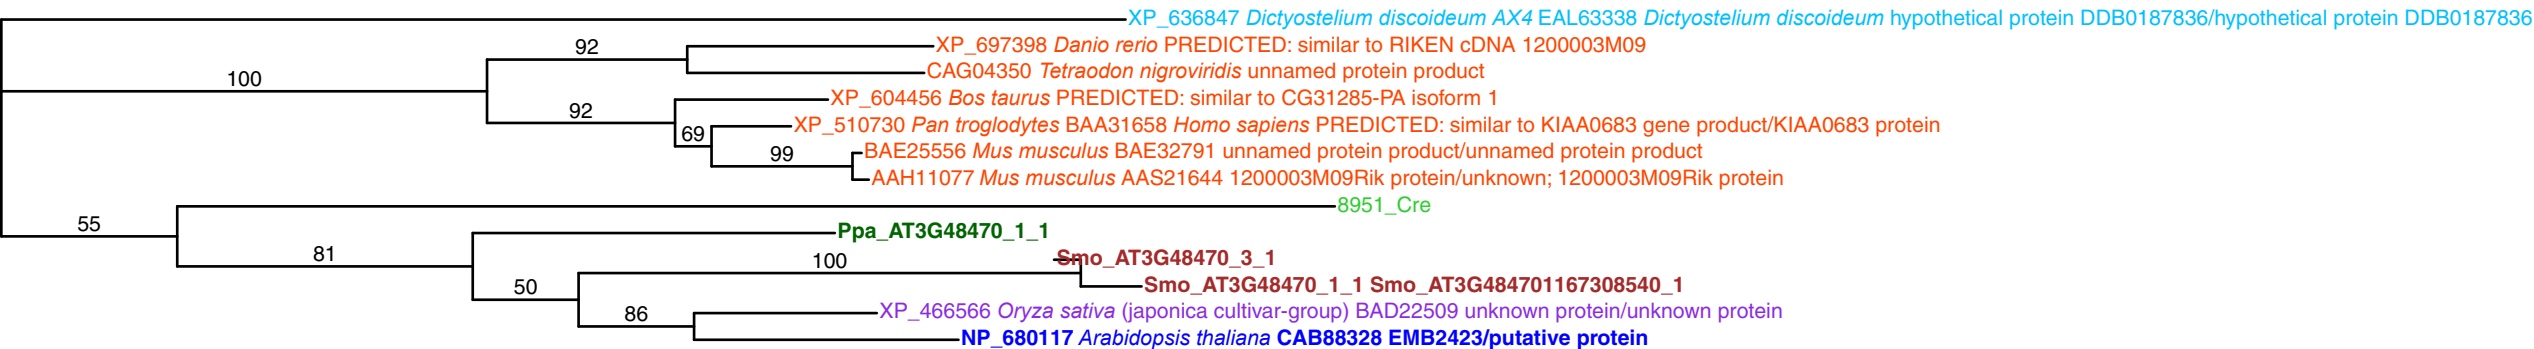 XP_636847 Dictyostelium discoideum AX4 EAL63338 Dictyostelium discoideum hypothetical protein DDB0187836/hypothetical protein DDB0187836
92
XP_697398 Danio rerio PREDICTED: similar to RIKEN cDNA 1200003M09
CAG04350 Tetraodon nigroviridis unnamed protein product
100
XP_604456 Bos taurus PREDICTED: similar to CG31285-PA isoform 1
92
XP_510730 Pan troglodytes BAA31658 Homo sapiens PREDICTED: similar to KIAA0683 gene product/KIAA0683 protein
69
BAE25556 Mus musculus BAE32791 unnamed protein product/unnamed protein product
99
AAH11077 Mus musculus AAS21644 1200003M09Rik protein/unknown; 1200003M09Rik protein
8951_Cre
55
Ppa_AT3G48470_1_1
81
Smo_AT3G48470_3_1
100
Smo_AT3G48470_1_1 Smo_AT3G484701167308540_1
50
XP_466566 Oryza sativa (japonica cultivar-group) BAD22509 unknown protein/unknown protein
86
NP_680117 Arabidopsis thaliana CAB88328 EMB2423/putative protein